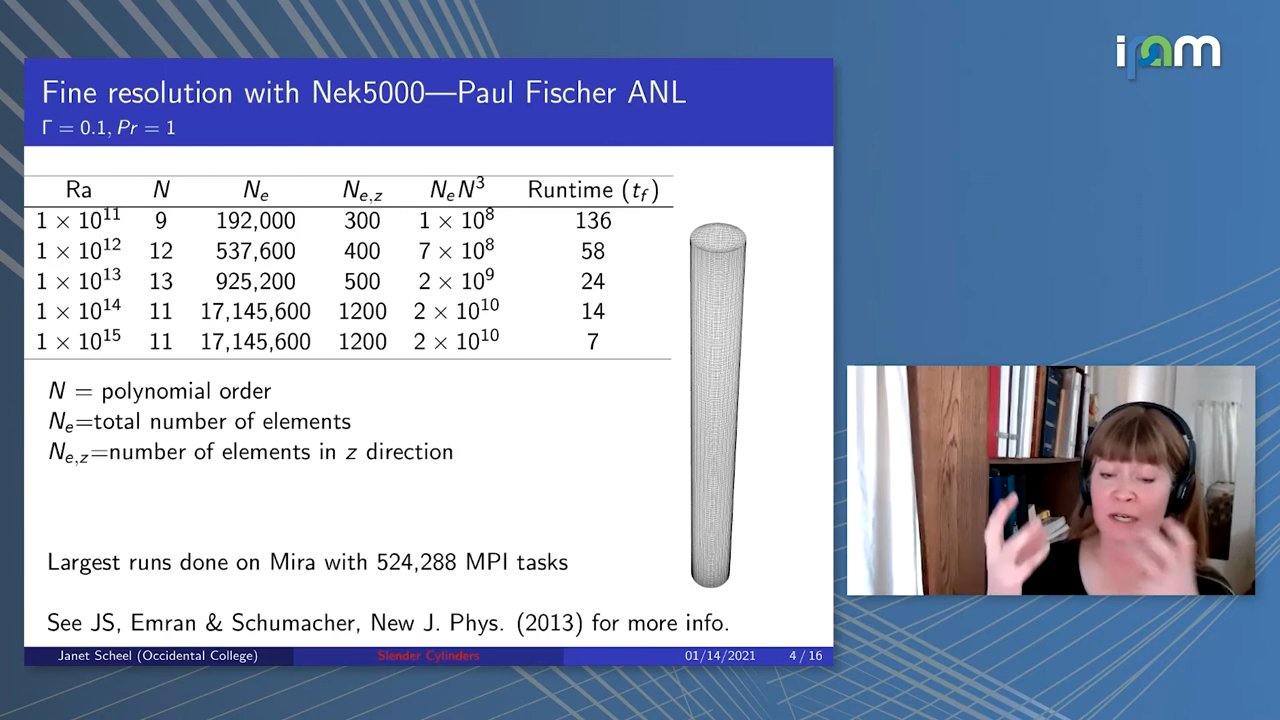 ipam
Fine resolution with Nek5000—Paul Fischer ANL
Γ = 0.1, Pr = 1
Ra N Nₑ Nₑ,z NₑN³ Runtime (t_f)
1 × 10¹¹ 9 192,000 300 1 × 10⁸ 136
1 × 10¹² 12 537,600 400 7 × 10⁸ 58
1 × 10¹³ 13 925,200 500 2 × 10⁹ 24
1 × 10¹⁴ 11 17,145,600 1200 2 × 10¹⁰ 14
1 × 10¹⁵ 11 17,145,600 1200 2 × 10¹⁰ 7
N = polynomial order
Nₑ=total number of elements
Nₑ,z=number of elements in z direction
Largest runs done on Mira with 524,288 MPI tasks
See JS, Emran & Schumacher, New J. Phys. (2013) for more info.
Janet Scheel (Occidental College) Slender Cylinders 01/14/2021 4 / 16